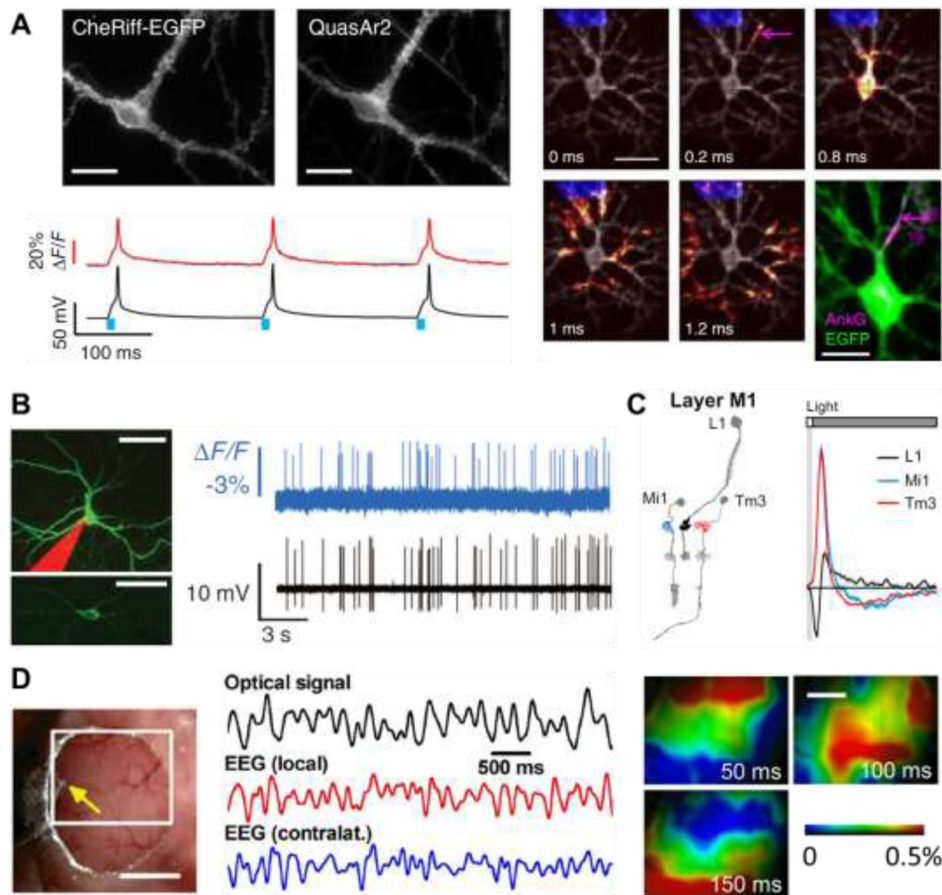 A
CheRiff-EGFP
QuasAr2
0 ms
0.2 ms
0.8 ms
20%
ΔF/F
50 mV
100 ms
1 ms
1.2 ms
AnkG
EGFP
B
ΔF/F
-3%
10 mV
3 s
C
Layer M1
L1
Mi1
Tm3
Light
L1
Mi1
Tm3
D
Optical signal
500 ms
EEG (local)
EEG (contralat.)
50 ms
100 ms
150 ms
0
0.5%